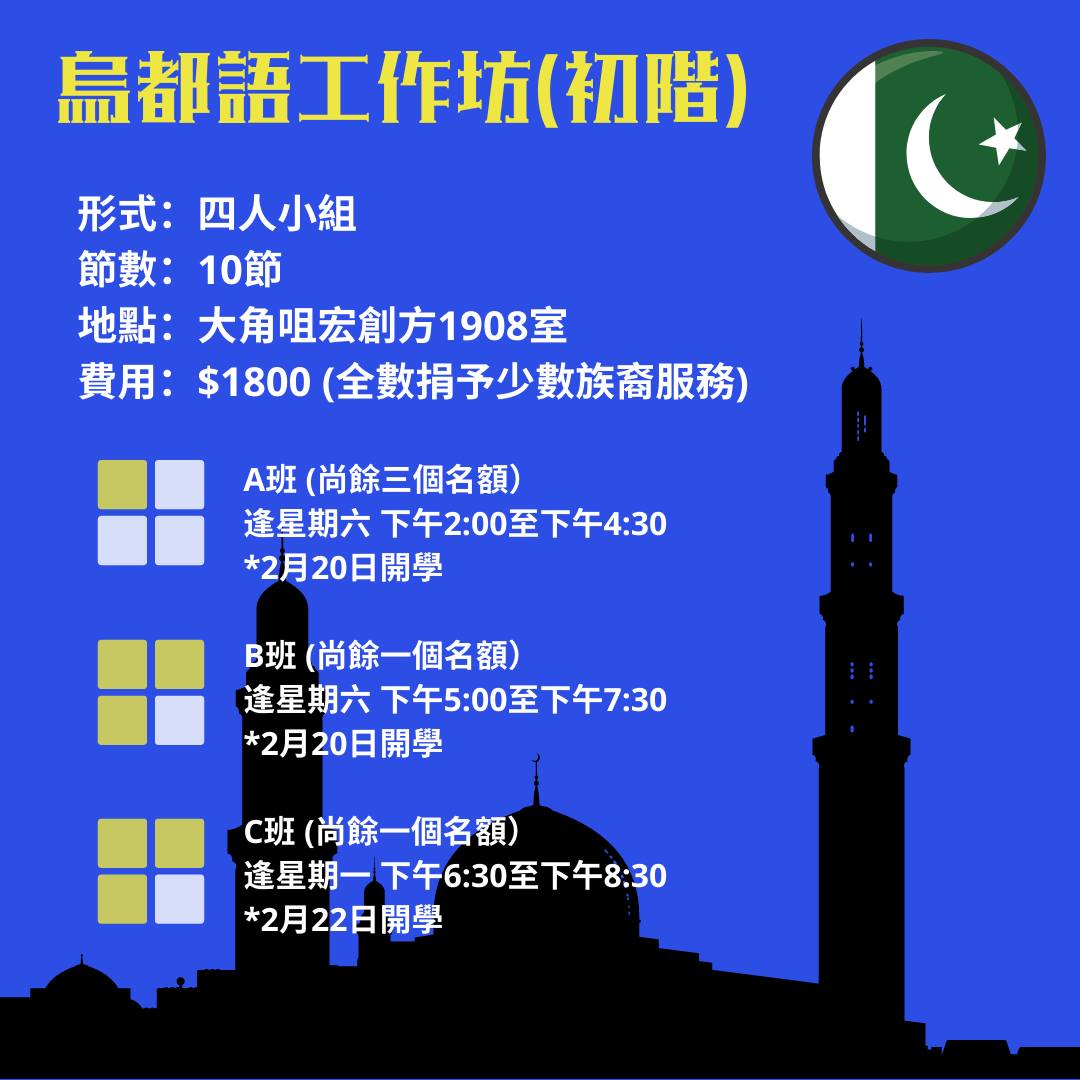 烏都語工作坊(初階)
形式：四人小組
節數：10節
地點：大角咀宏創方1908室
費用：$1800 (全數捐予少數族裔服務)
A班 (尚餘三個名額）
逢星期六 下午2:00至下午4:30
*2月20日開學
B班 (尚餘一個名額）
逢星期六 下午5:00至下午7:30
*2月20日開學
C班 (尚餘一個名額）
逢星期一 下午6:30至下午8:30
*2月22日開學